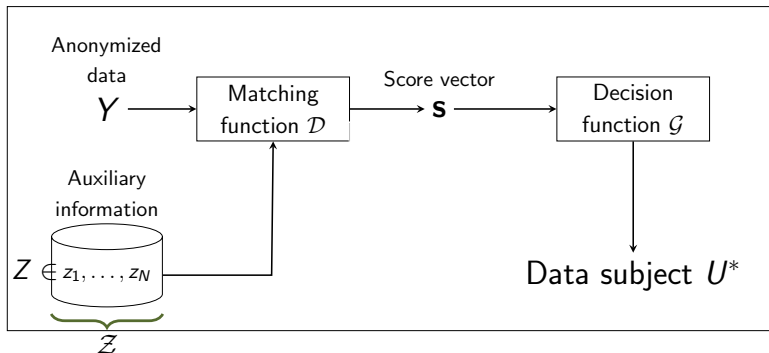 Anonymized
data
Y
Matching
function 𝒟
Score vector
s
Decision
function 𝒢
Auxiliary
information
Z ∈ z₁, . . . , z_N
𝒵
Data subject U*